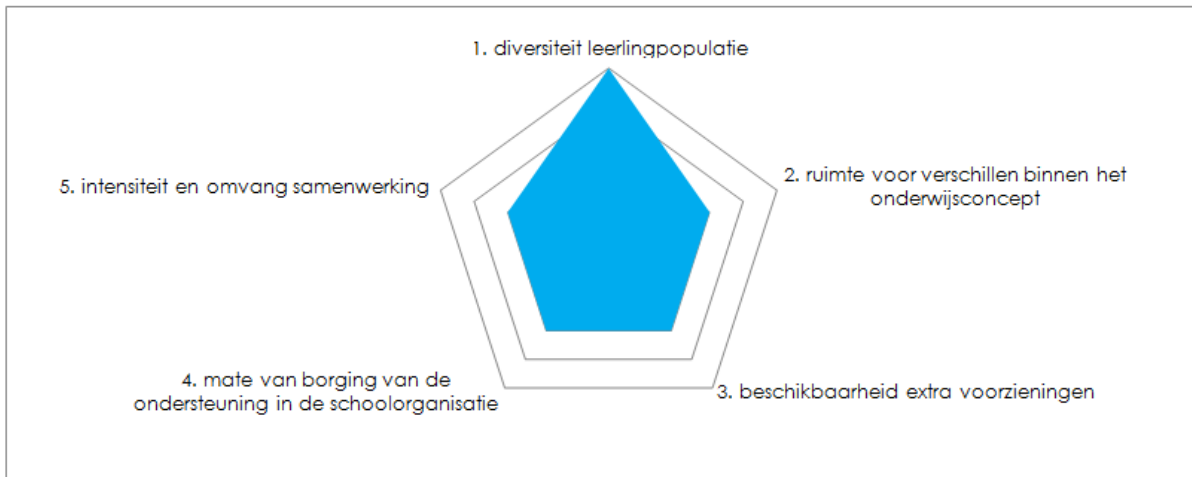 1. diversiteit leerlingpopulatie
2. ruimte voor verschillen binnen het
onderwijsconcept
3. beschikbaarheid extra voorzieningen
4. mate van borging van de
ondersteuning in de schoolorganisatie
5. intensiteit en omvang samenwerking